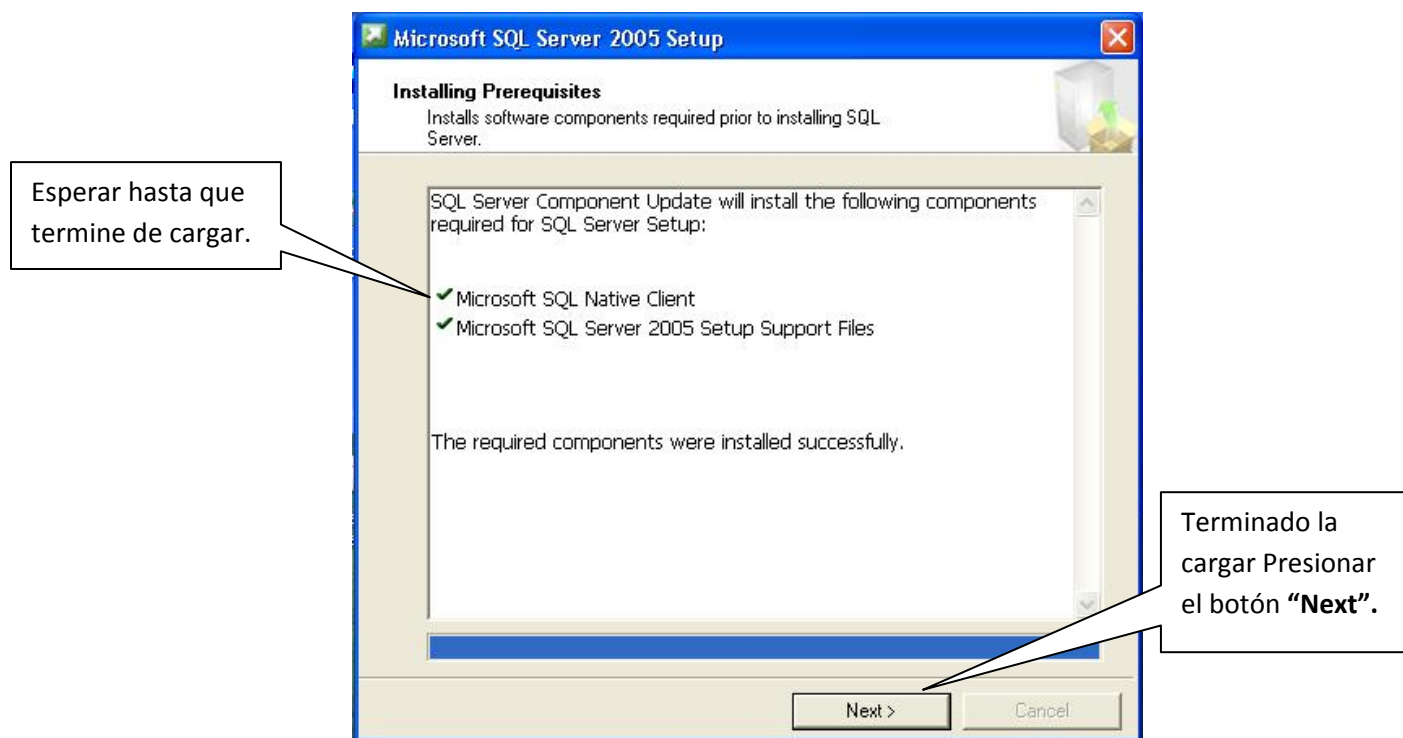 Microsoft SQL Server 2005 Setup
Installing Prerequisites
Installs software components required prior to installing SQL
Server.
Esperar hasta que
termine de cargar.
SQL Server Component Update will install the following components
required for SQL Server Setup:
Microsoft SQL Native Client
Microsoft SQL Server 2005 Setup Support Files
The required components were installed successfully.
Terminado la
cargar Presionar
el botón “Next”.
Next >
Cancel